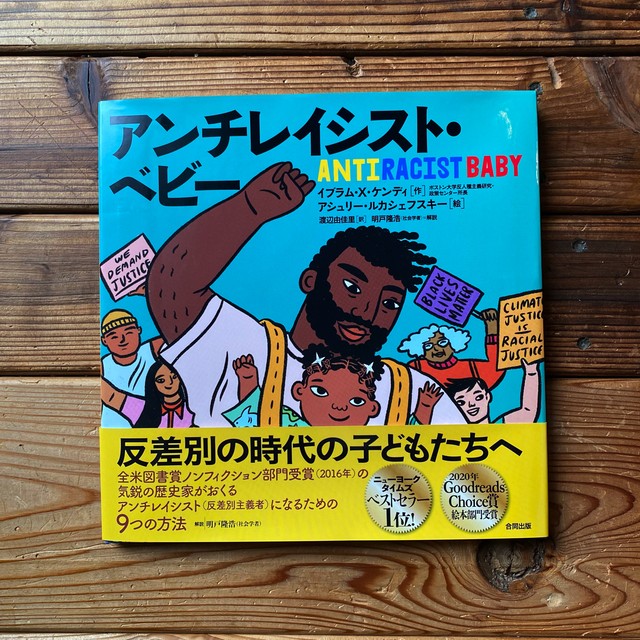 アンチレイシスト・
ベビー
ANTIRACIST BABY
イブラム・X・ケンディ[作] ボストン大学反人種主義研究・
政策センター所長
アシュリー・ルカシェフスキー[絵]
渡辺由佳里[訳] 明戸隆浩(社会学者)=解説
WE
DEMAND
JUSTICE
BLACK
LIVES
MATTER
CLIMATE
JUSTICE
IS
RACIAL
JUSTICE
反差別の時代の子どもたちへ
全米図書賞ノンフィクション部門受賞(2016年)の
気鋭の歴史家がおくる
アンチレイシスト(反差別主義者)になるための
9つの方法 解説 明戸隆浩(社会学者)
ニューヨーク
タイムズ
ベストセラー
1位!
2020年
Goodreads
Choice賞
絵本部門受賞
合同出版